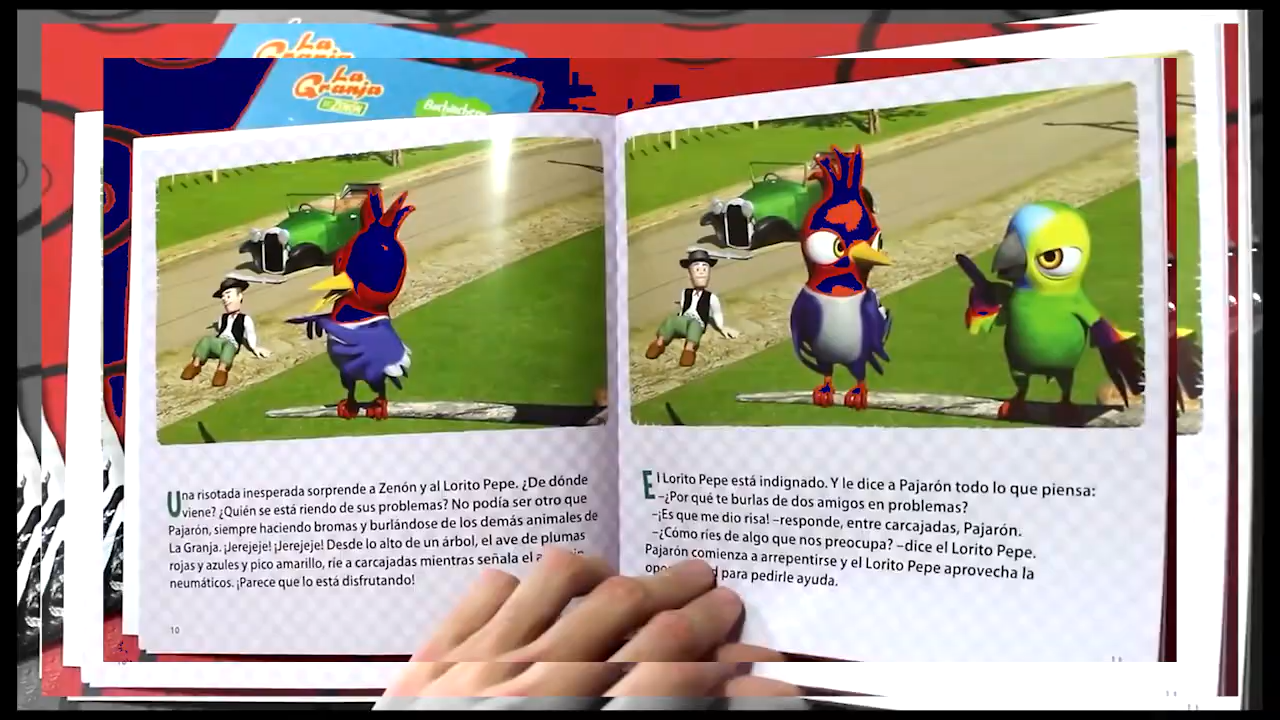 La
Granja
DE ZENÓN
La
Granja
Una risotada inesperada sorprende a Zenón y al Lorito Pepe. ¿De dónde
viene? ¿Quién se está riendo de sus problemas? No podía ser otro que
Pajarón, siempre haciendo bromas y burlándose de los demás animales de
La Granja. ¡Jerejeje! ¡Jerejeje! Desde lo alto de un árbol, el ave de plumas
rojas y azules y pico amarillo, ríe a carcajadas mientras señala el
neumáticos. ¡Parece que lo está disfrutando!
10
El Lorito Pepe está indignado. Y le dice a Pajarón todo lo que piensa:
–¿Por qué te burlas de dos amigos en problemas?
–¡Es que me dio risa! –responde, entre carcajadas, Pajarón.
–¿Cómo ríes de algo que nos preocupa? –dice el Lorito Pepe.
Pajarón comienza a arrepentirse y el Lorito Pepe aprovecha la
para pedirle ayuda.